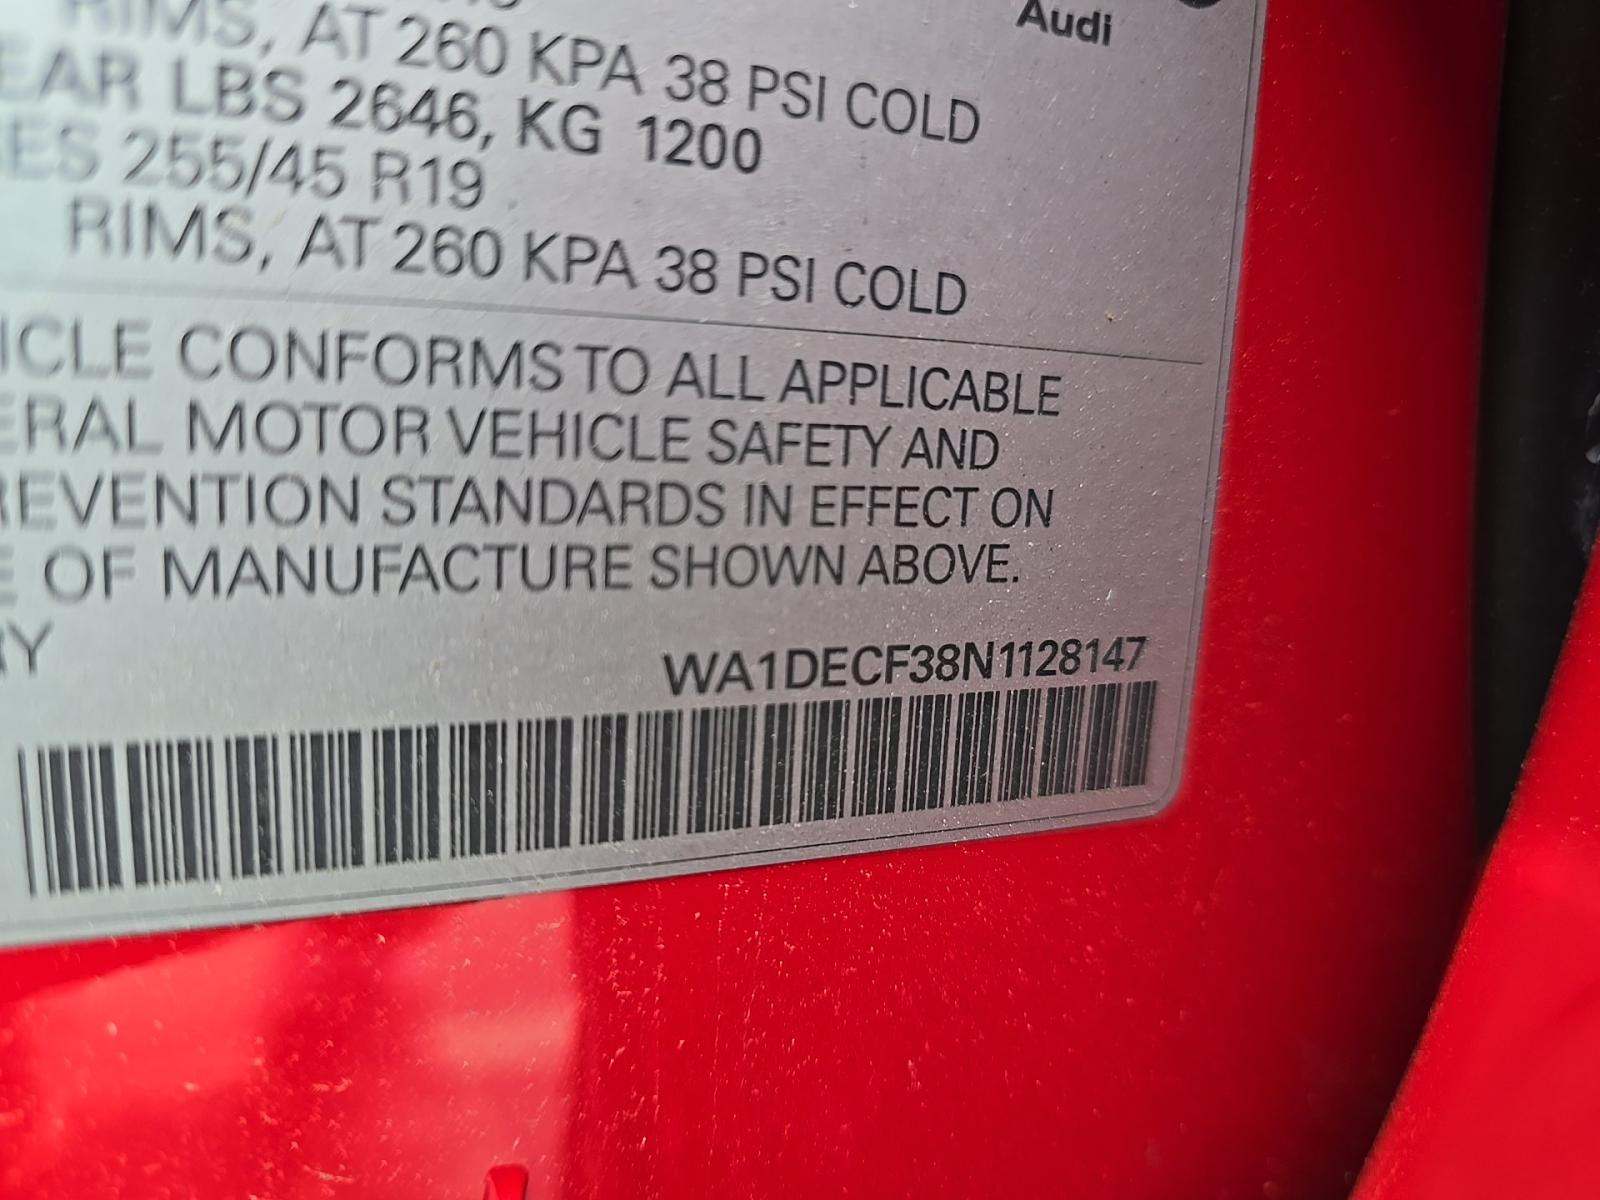 Audi
RIMS, AT 260 KPA 38 PSI COLD
EAR LBS 2646, KG 1200
ES 255/45 R19
RIMS, AT 260 KPA 38 PSI COLD
ICLE CONFORMS TO ALL APPLICABLE
ERAL MOTOR VEHICLE SAFETY AND
REVENTION STANDARDS IN EFFECT ON
E OF MANUFACTURE SHOWN ABOVE.
RY
WA1DECF38N1128147